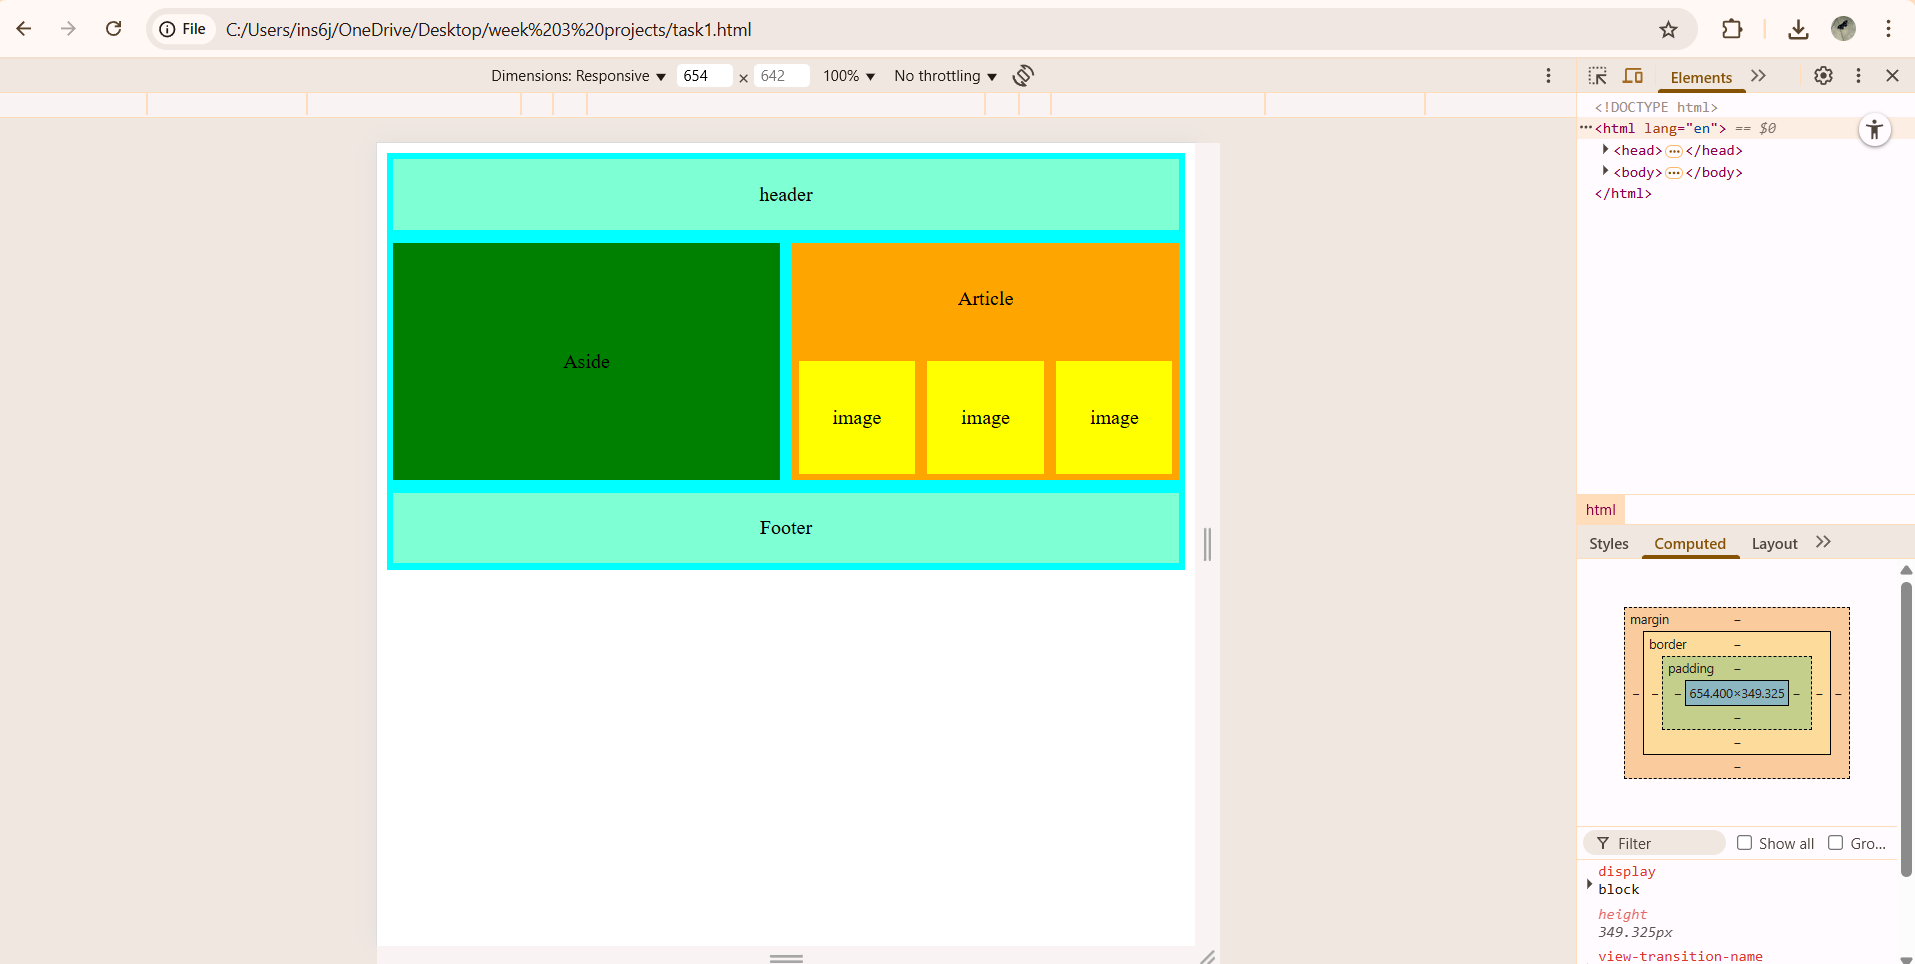 File C:/Users/ins6j/OneDrive/Desktop/week%203%20projects/task1.html
Dimensions: Responsive ▼ 654 × 642 100% ▼ No throttling ▼
Elements
header
Aside
Article
image image image
Footer
<!DOCTYPE html>
<html lang="en"> == $0
<head> </head>
<body> </body>
</html>
html
Styles Computed Layout
margin –
border –
padding –
– – – 654.400×349.325 – – –
–
–
–
Filter Show all Gro...
display
block
height
349.325px
view-transition-name